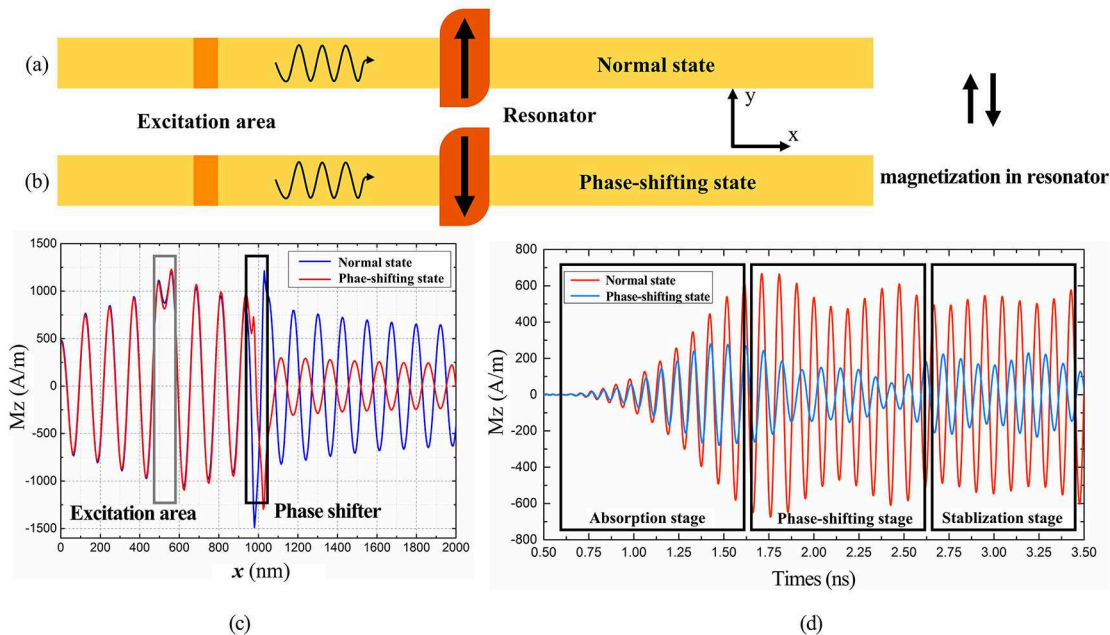 (a)
Normal state
y
x
Excitation area
Resonator
(b)
Phase-shifting state
magnetization in resonator
1500
1000
500
0
-500
-1000
-1500
Mz (A/m)
Normal state
Phae-shifting state
Excitation area
Phase shifter
0 200 400 600 800 1000 1200 1400 1600 1800 2000
x (nm)
(c)
800
600
400
200
0
-200
-400
-600
-800
Mz (A/m)
Normal state
Phase-shifting state
Absorption stage
Phase-shifting stage
Stablization stage
0.50 0.75 1.00 1.25 1.50 1.75 2.00 2.25 2.50 2.75 3.00 3.25 3.50
Times (ns)
(d)